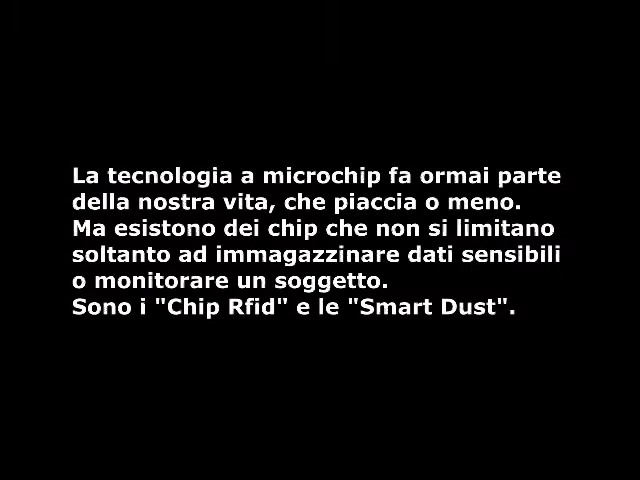 La tecnologia a microchip fa ormai parte
della nostra vita, che piaccia o meno.
Ma esistono dei chip che non si limitano
soltanto ad immagazzinare dati sensibili
o monitorare un soggetto.
Sono i "Chip Rfid" e le "Smart Dust".